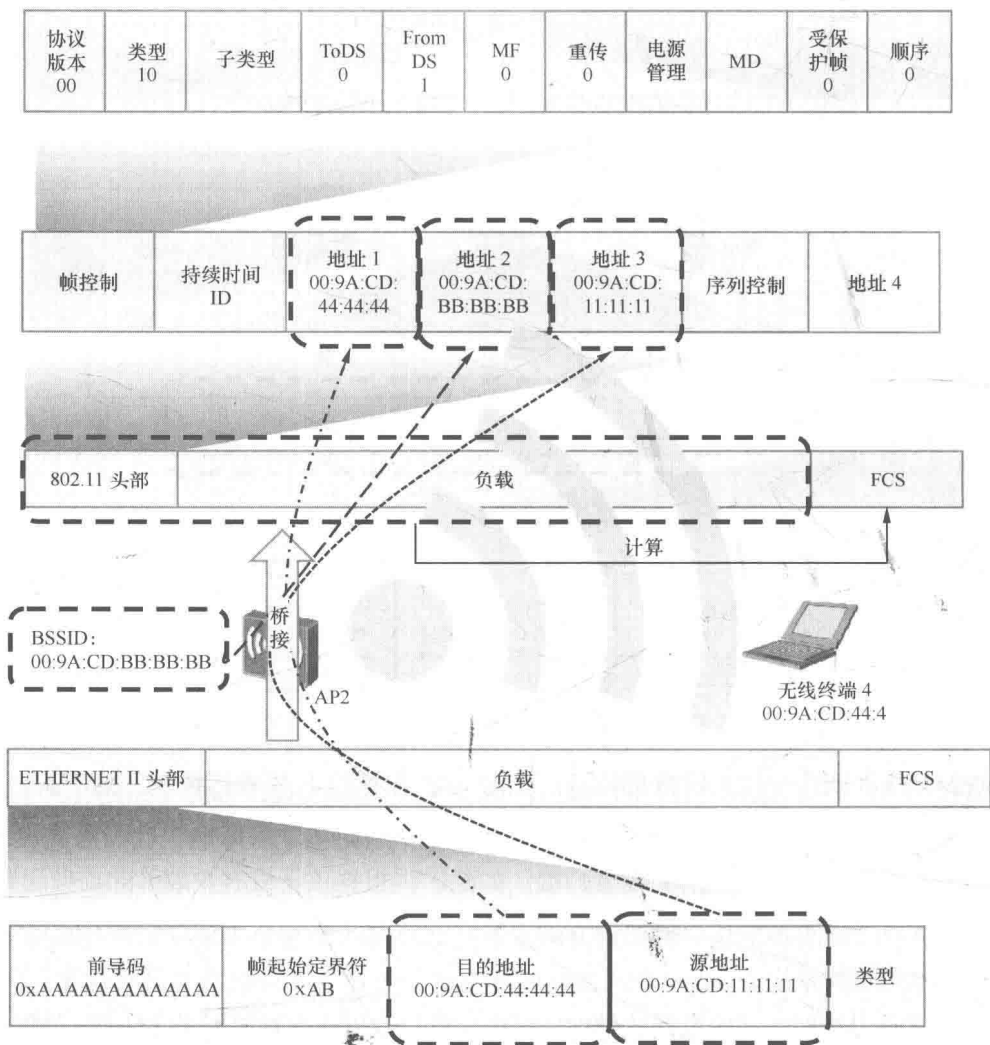 协议
版本
00
类型
10
子类型
ToDS
0
From
DS
1
MF
0
重传
0
电源
管理
MD
受保
护帧
0
顺序
0
帧控制
持续时间
ID
地址 1
00:9A:CD:
44:44:44
地址 2
00:9A:CD:
BB:BB:BB
地址 3
00:9A:CD:
11:11:11
序列控制
地址 4
802.11 头部
负载
FCS
计算
BSSID:
00:9A:CD:BB:BB:BB
桥
接
AP2
无线终端 4
00:9A:CD:44:4
ETHERNET II 头部
负载
FCS
前导码
0xAAAAAAAAAAAAAA
帧起始定界符
0×AB
目的地址
00:9A:CD:44:44:44
源地址
00:9A:CD:11:11:11
类型